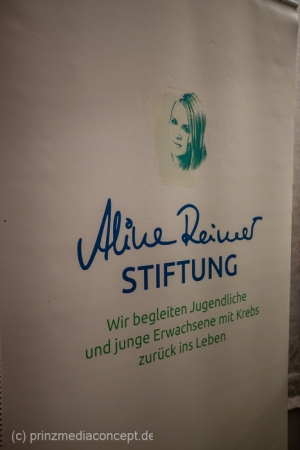 Aline Reimer
STIFTUNG
Wir begleiten Jugendliche
und junge Erwachsene mit Krebs
zurück ins Leben
(c) prinzmediaconcept.de